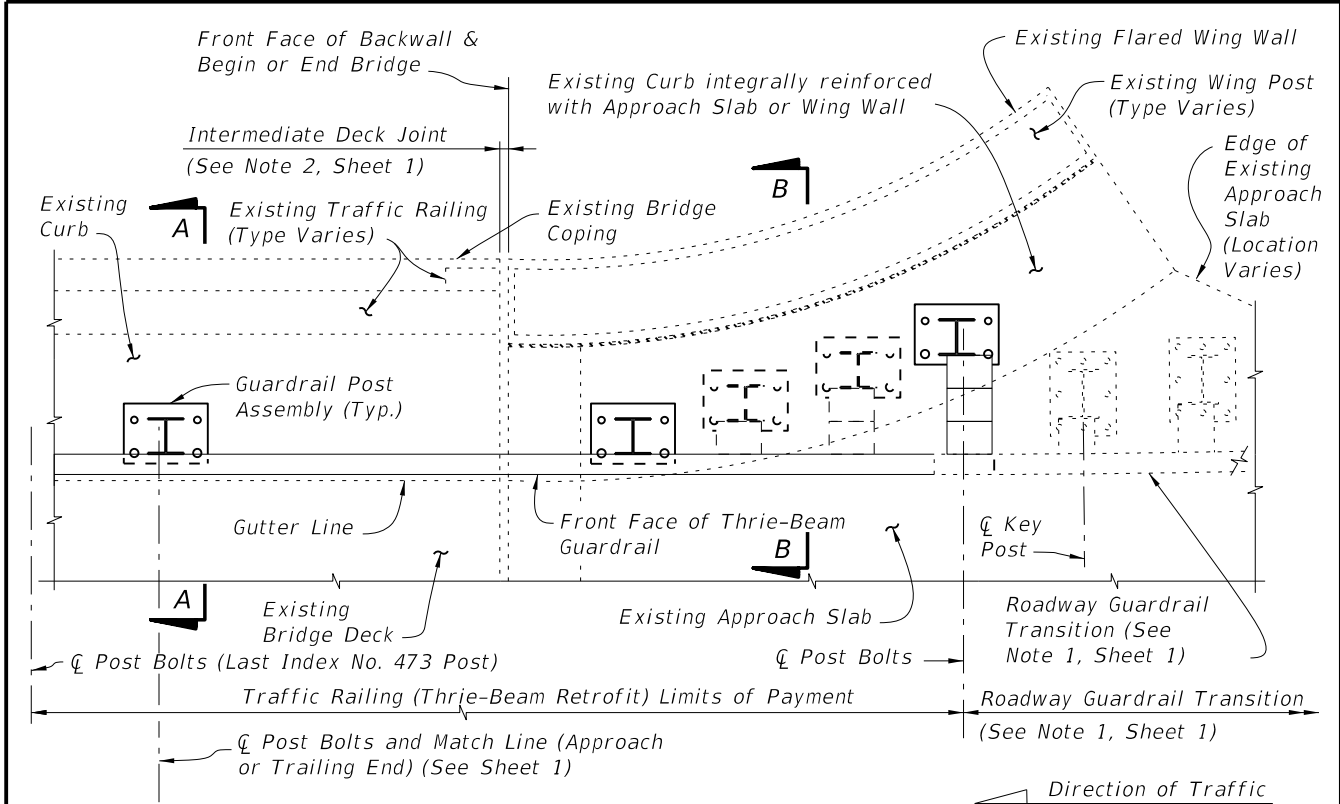 Front Face of Backwall &
Begin or End Bridge
Existing Flared Wing Wall
Existing Curb integrally reinforced
with Approach Slab or Wing Wall
Existing Wing Post
(Type Varies)
Intermediate Deck Joint
(See Note 2, Sheet 1)
Edge of
Existing
Approach
Slab
(Location
Varies)
B
Existing
Curb
A
Existing Traffic Railing
(Type Varies)
Existing Bridge
Coping
Guardrail Post
Assembly (Typ.)
Gutter Line
Front Face of Thrie-Beam
Guardrail
B
℄ Key
Post
A
Existing
Bridge Deck
Existing Approach Slab
Roadway Guardrail
Transition (See
Note 1, Sheet 1)
℄ Post Bolts (Last Index No. 473 Post)
℄ Post Bolts
Traffic Railing (Thrie-Beam Retrofit) Limits of Payment
Roadway Guardrail Transition
(See Note 1, Sheet 1)
℄ Post Bolts and Match Line (Approach
or Trailing End) (See Sheet 1)
Direction of Traffic